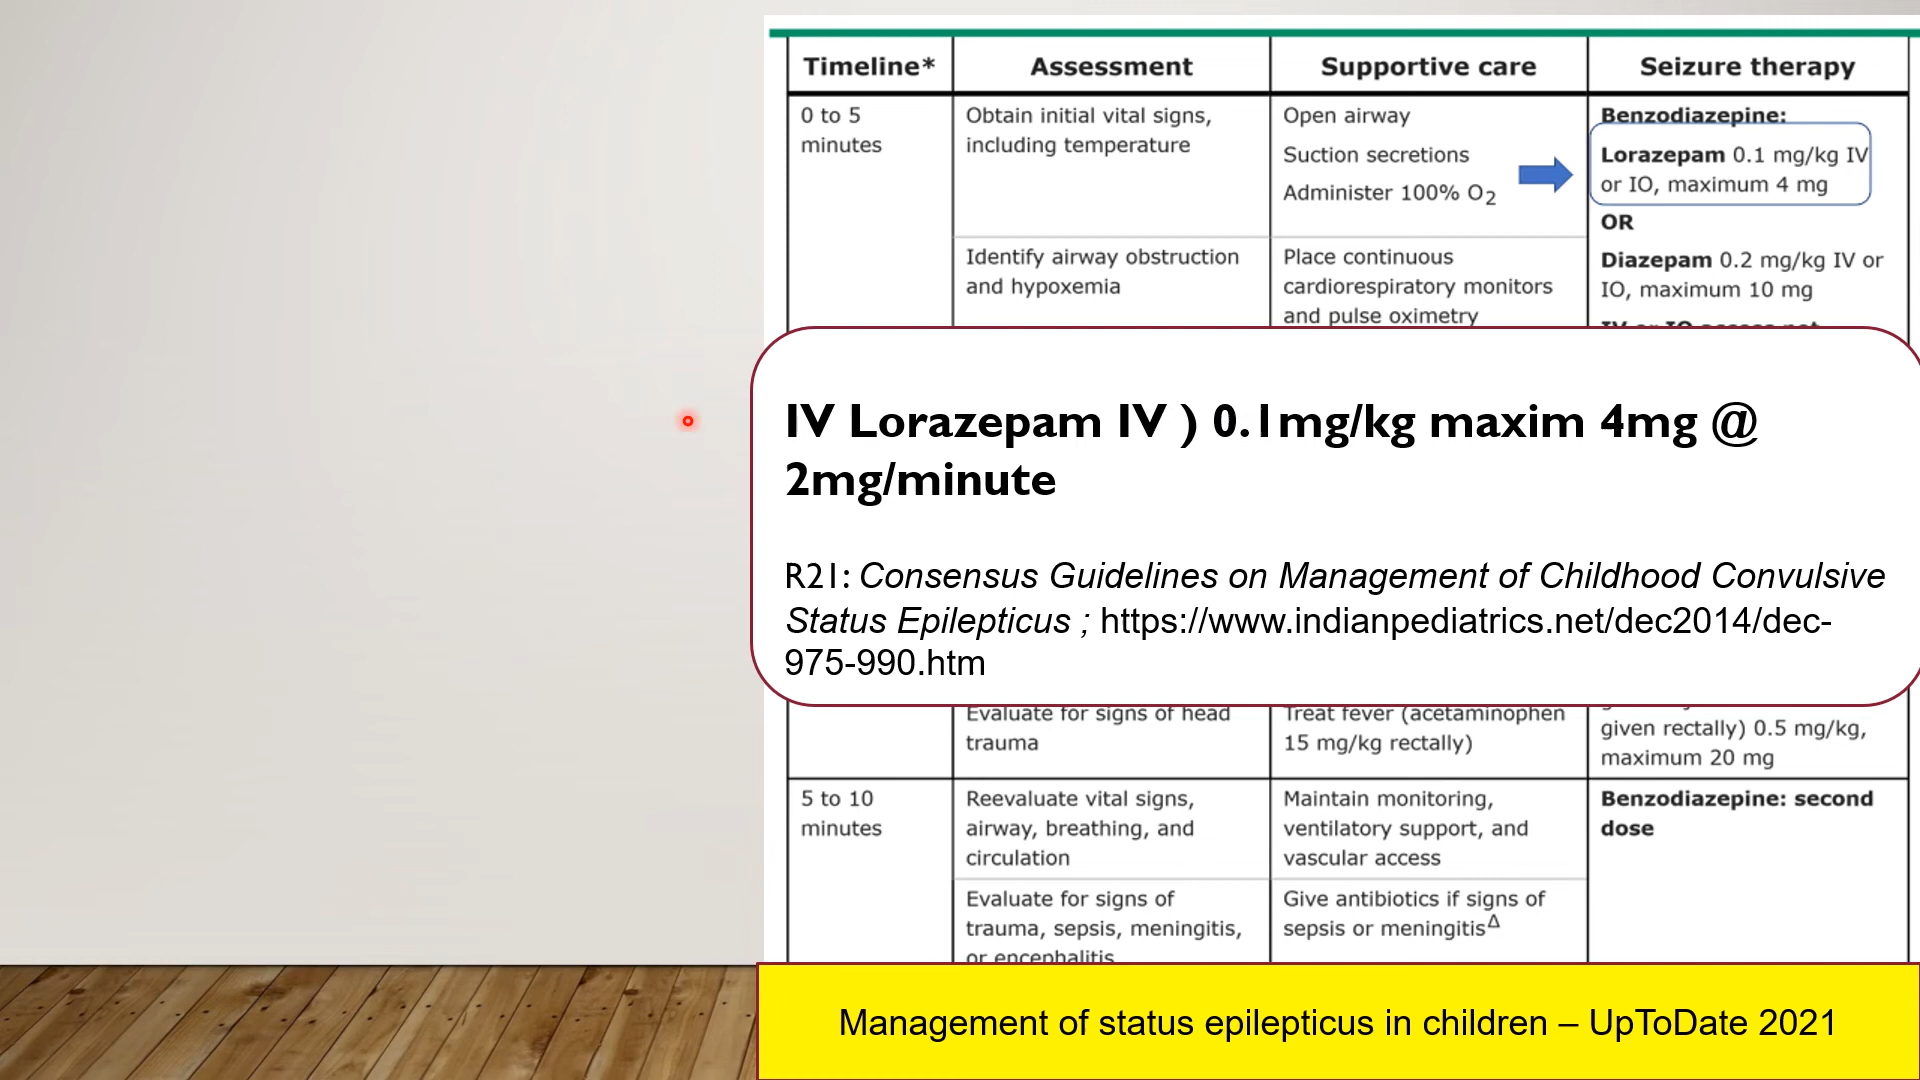 Timeline* Assessment Supportive care Seizure therapy
0 to 5
minutes
Obtain initial vital signs,
including temperature
Open airway
Suction secretions
Administer 100% O2
Benzodiazepine:
Lorazepam 0.1 mg/kg IV
or IO, maximum 4 mg
OR
Diazepam 0.2 mg/kg IV or
IO, maximum 10 mg
IV or IO access not
Identify airway obstruction
and hypoxemia
Place continuous
cardiorespiratory monitors
and pulse oximetry
IV Lorazepam IV ) 0.1mg/kg maxim 4mg @
2mg/minute
R21: Consensus Guidelines on Management of Childhood Convulsive
Status Epilepticus ; https://www.indianpediatrics.net/dec2014/dec-
975-990.htm
Evaluate for signs of head
trauma
Treat fever (acetaminophen
15 mg/kg rectally)
given rectally) 0.5 mg/kg,
maximum 20 mg
5 to 10
minutes
Reevaluate vital signs,
airway, breathing, and
circulation
Maintain monitoring,
ventilatory support, and
vascular access
Benzodiazepine: second
dose
Evaluate for signs of
trauma, sepsis, meningitis,
or encephalitis
Give antibiotics if signs of
sepsis or meningitisΔ
Management of status epilepticus in children – UpToDate 2021